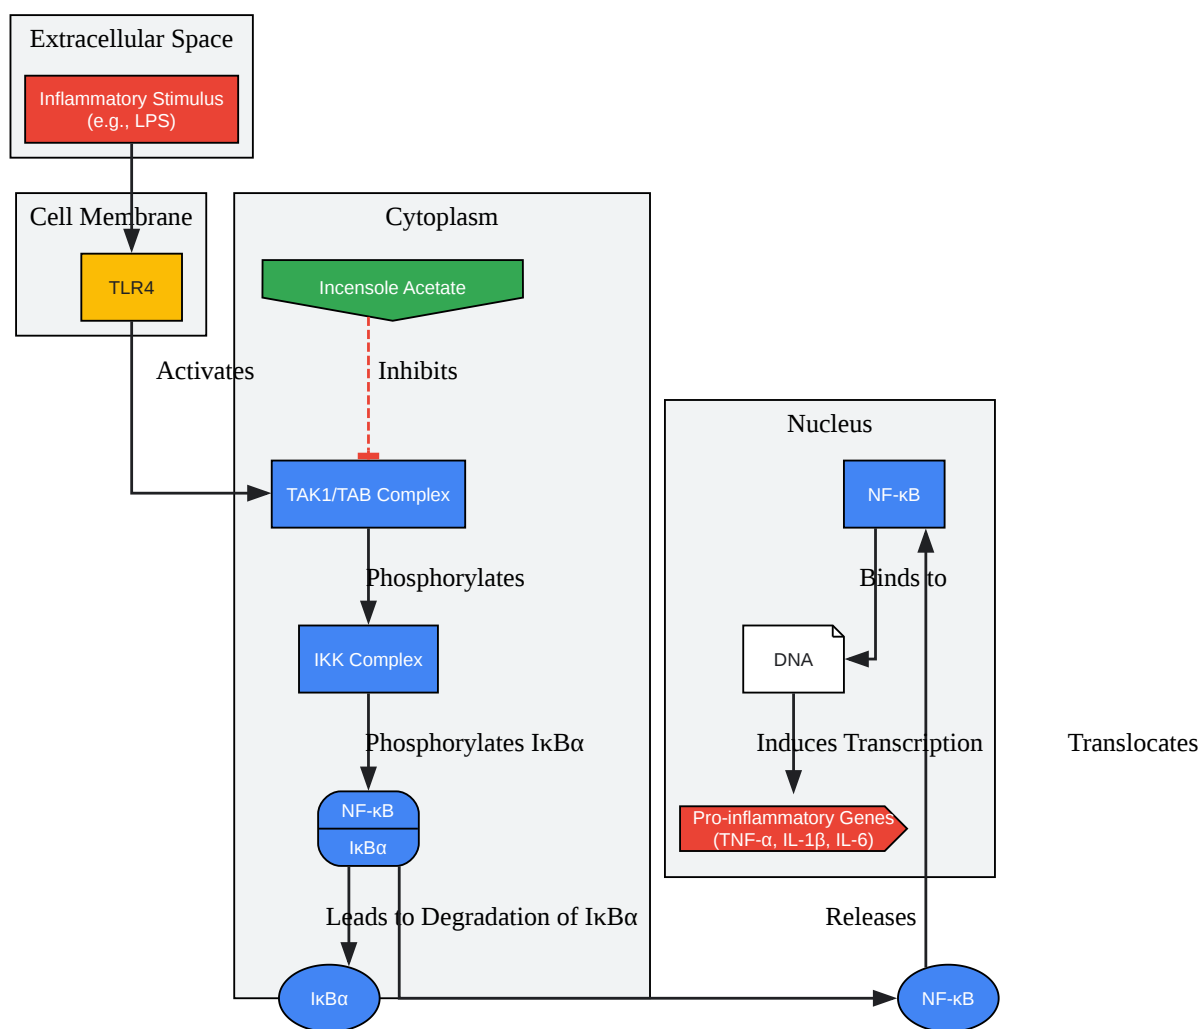 Extracellular Space
Inflammatory Stimulus
(e.g., LPS)
Cell Membrane
TLR4
Activates
Cytoplasm
Incensole Acetate
Inhibits
TAK1/TAB Complex
Phosphorylates
IKK Complex
Phosphorylates IκBα
NF-κB
IκBα
Leads to Degradation of IκBα
IκBα
Nucleus
NF-κB
Binds to
DNA
Induces Transcription
Pro-inflammatory Genes
(TNF-α, IL-1β, IL-6)
Translocates
Releases
NF-κB